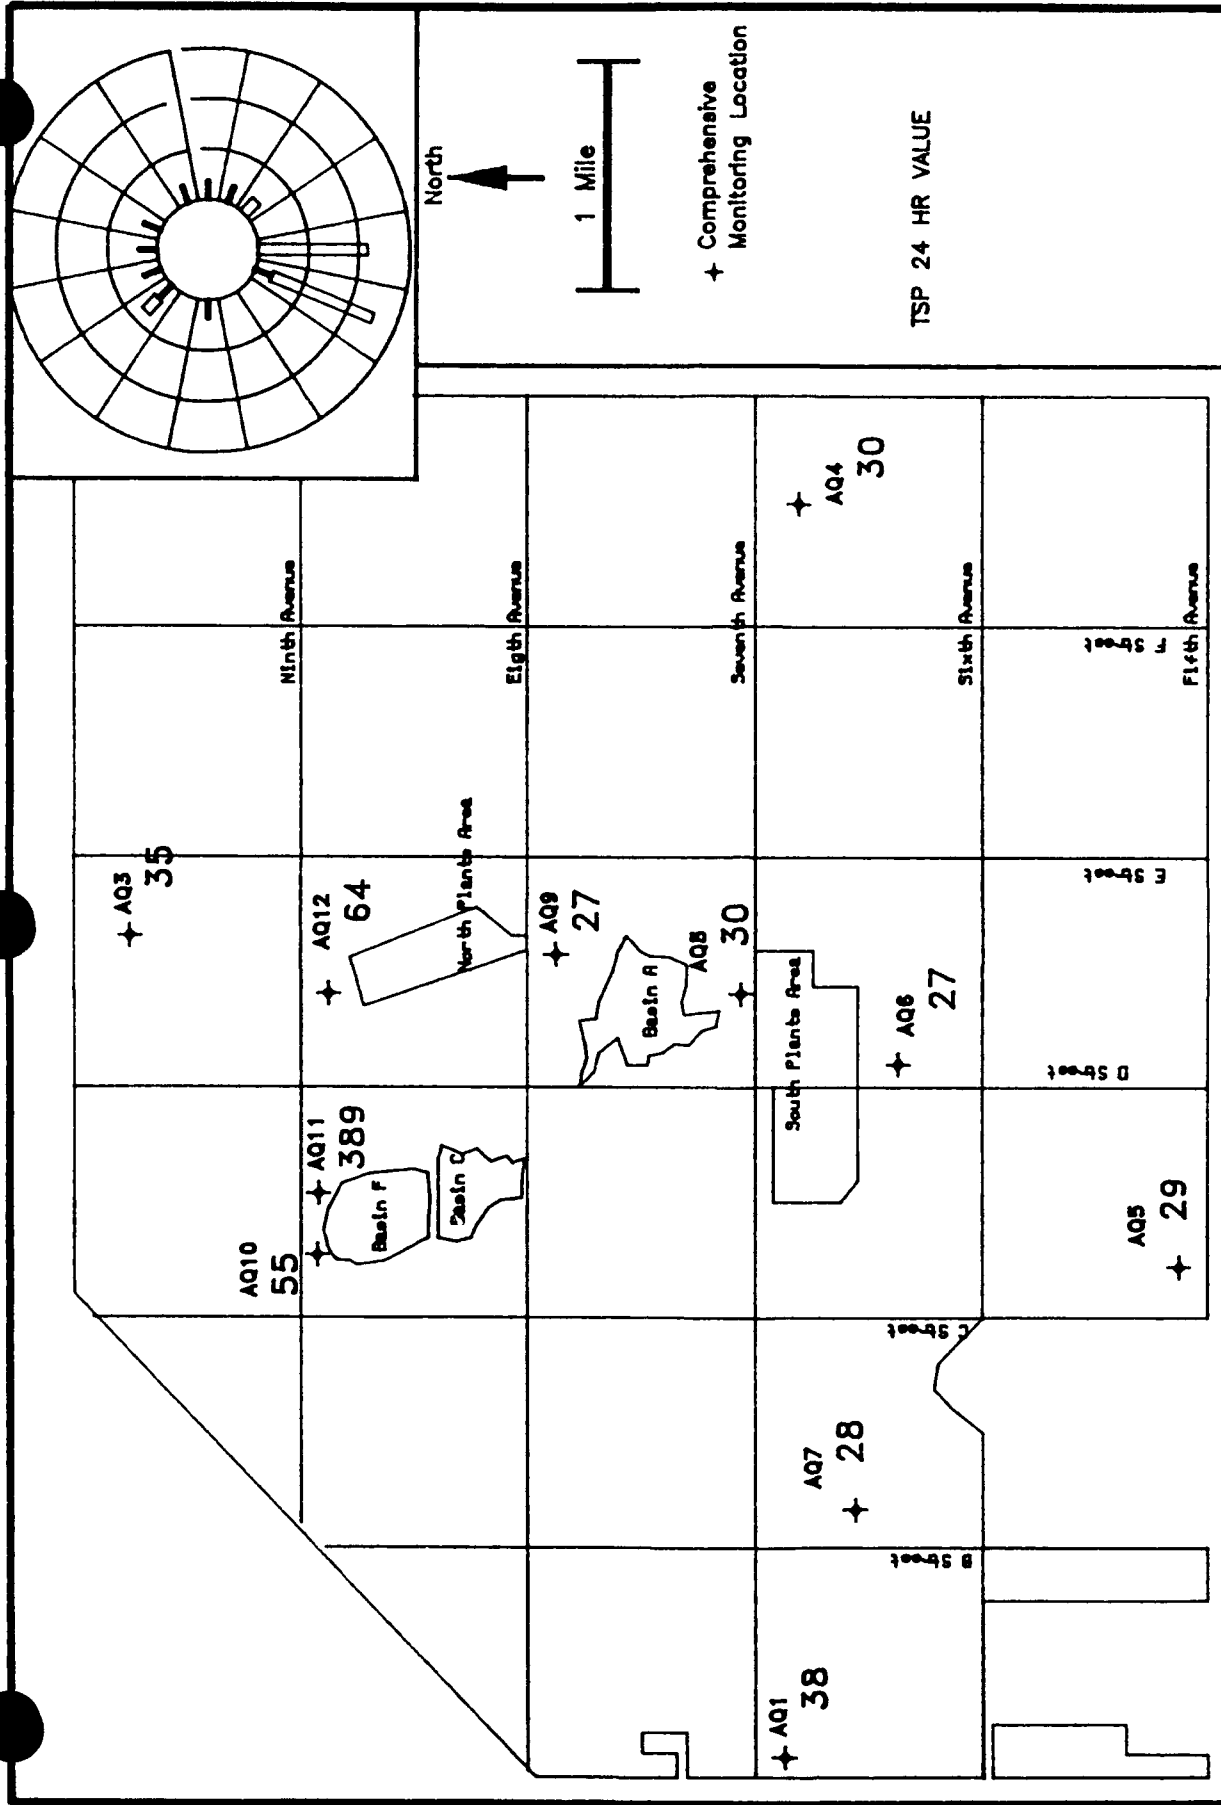 North
1 Mile
Comprehensive
Monitoring Location
TSP 24 HR VALUE
AQ3
35
Ninth Avenue
AQ12
64
North Plants Area
AQ11
389
AQ10
55
Basin F
Basin C
Eigth Avenue
AQ9
27
Basin A
AQ8
30
Seventh Avenue
AQ4
30
South Plants Area
AQ6
27
AQ7
28
AQ1
38
Sixth Avenue
B Street
C Street
D Street
E Street
F Street
AQ5
29
Fifth Avenue